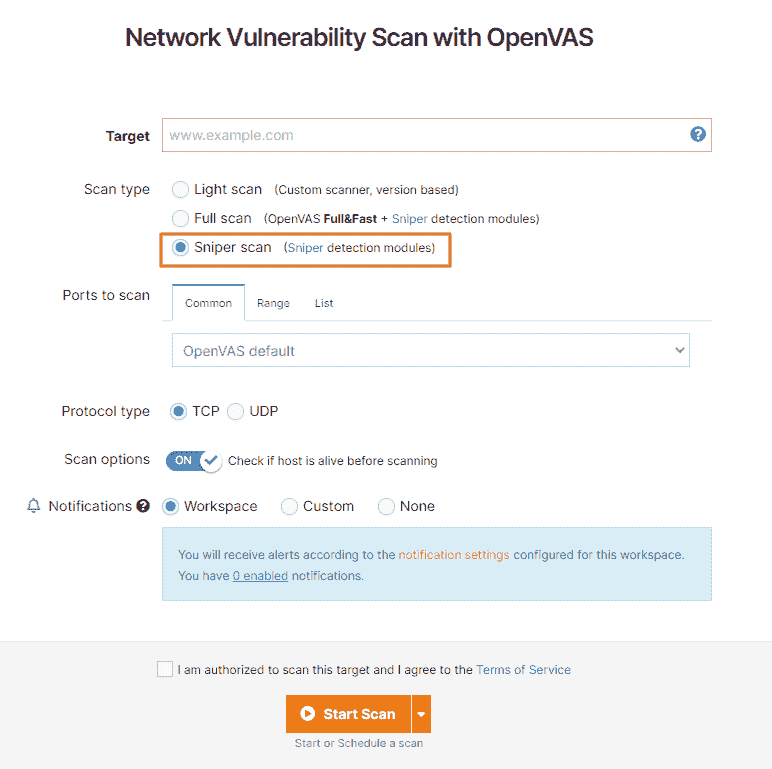 Network Vulnerability Scan with OpenVAS
Target www.example.com ?
Scan type Light scan (Custom scanner, version based)
Full scan (OpenVAS Full&Fast + Sniper detection modules)
Sniper scan (Sniper detection modules)
Ports to scan Common Range List
OpenVAS default
Protocol type TCP UDP
Scan options ON Check if host is alive before scanning
Notifications ? Workspace Custom None
You will receive alerts according to the notification settings configured for this workspace.
You have 0 enabled notifications.
I am authorized to scan this target and I agree to the Terms of Service
Start Scan
Start or Schedule a scan